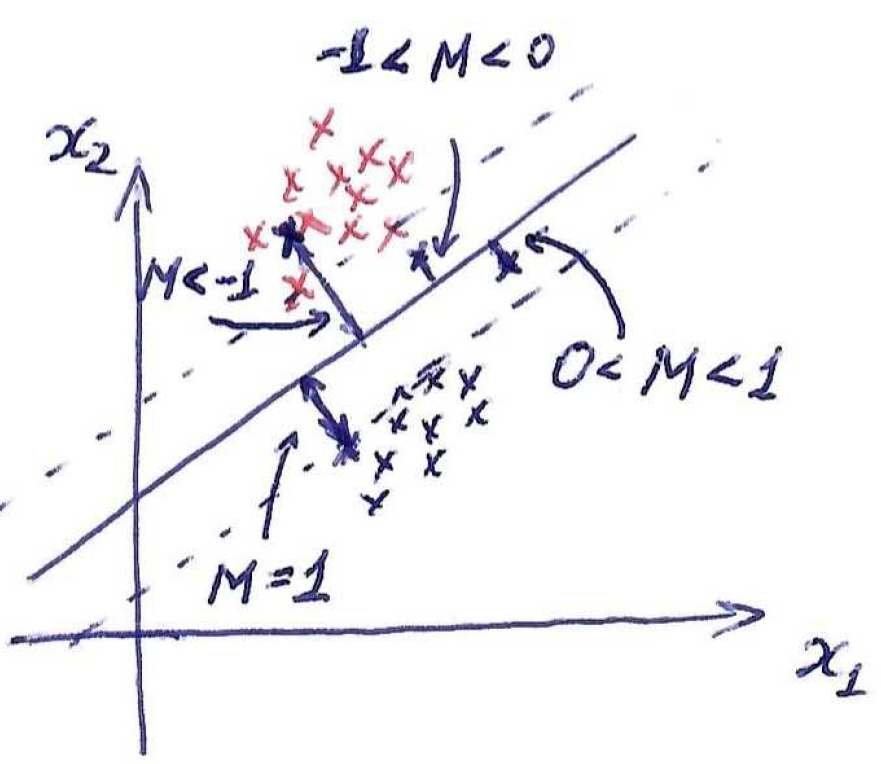 -1 < M < 0
x₂
M < -1
0 < M < 1
M = 1
x₁